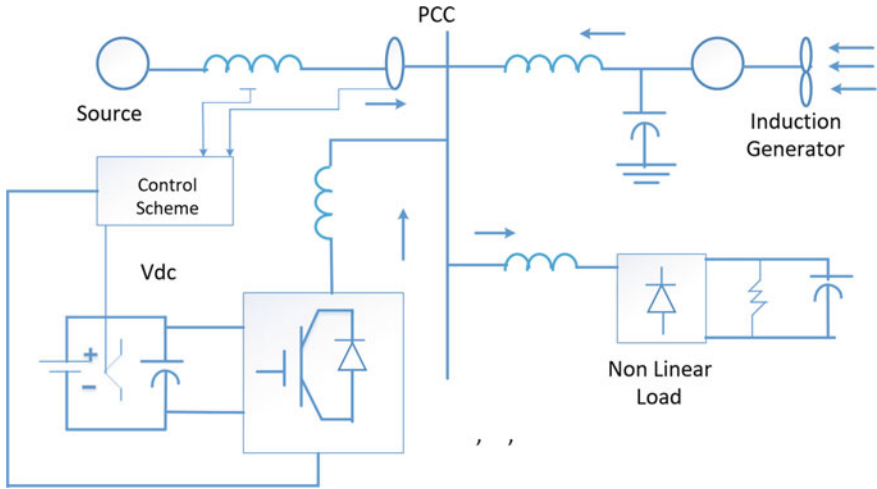 PCC
Source
Induction
Generator
Control
Scheme
Vdc
+
−
Non Linear
Load
, ,